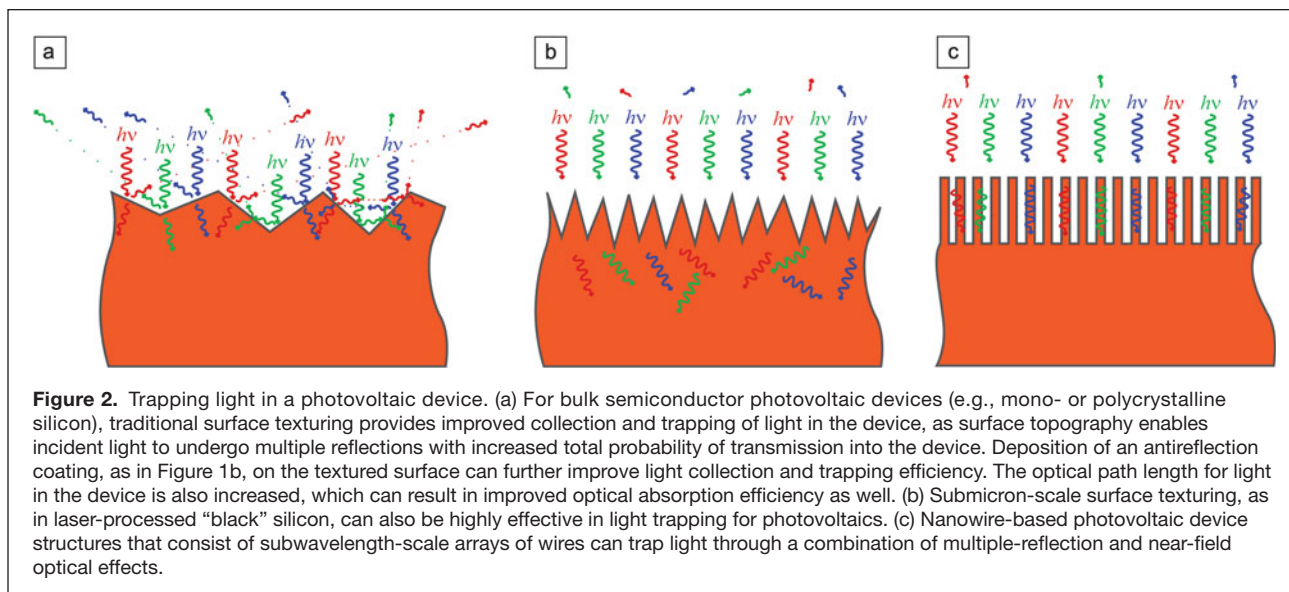 a
b
c
hν hν hν hν hν hν hν hν hν
hν hν hν hν hν hν hν hν hν
hν hν hν hν hν hν hν hν hν
Figure 2. Trapping light in a photovoltaic device. (a) For bulk semiconductor photovoltaic devices (e.g., mono- or polycrystalline
silicon), traditional surface texturing provides improved collection and trapping of light in the device, as surface topography enables
incident light to undergo multiple reflections with increased total probability of transmission into the device. Deposition of an antireflection
coating, as in Figure 1b, on the textured surface can further improve light collection and trapping efficiency. The optical path length for light
in the device is also increased, which can result in improved optical absorption efficiency as well. (b) Submicron-scale surface texturing, as
in laser-processed “black” silicon, can also be highly effective in light trapping for photovoltaics. (c) Nanowire-based photovoltaic device
structures that consist of subwavelength-scale arrays of wires can trap light through a combination of multiple-reflection and near-field
optical effects.